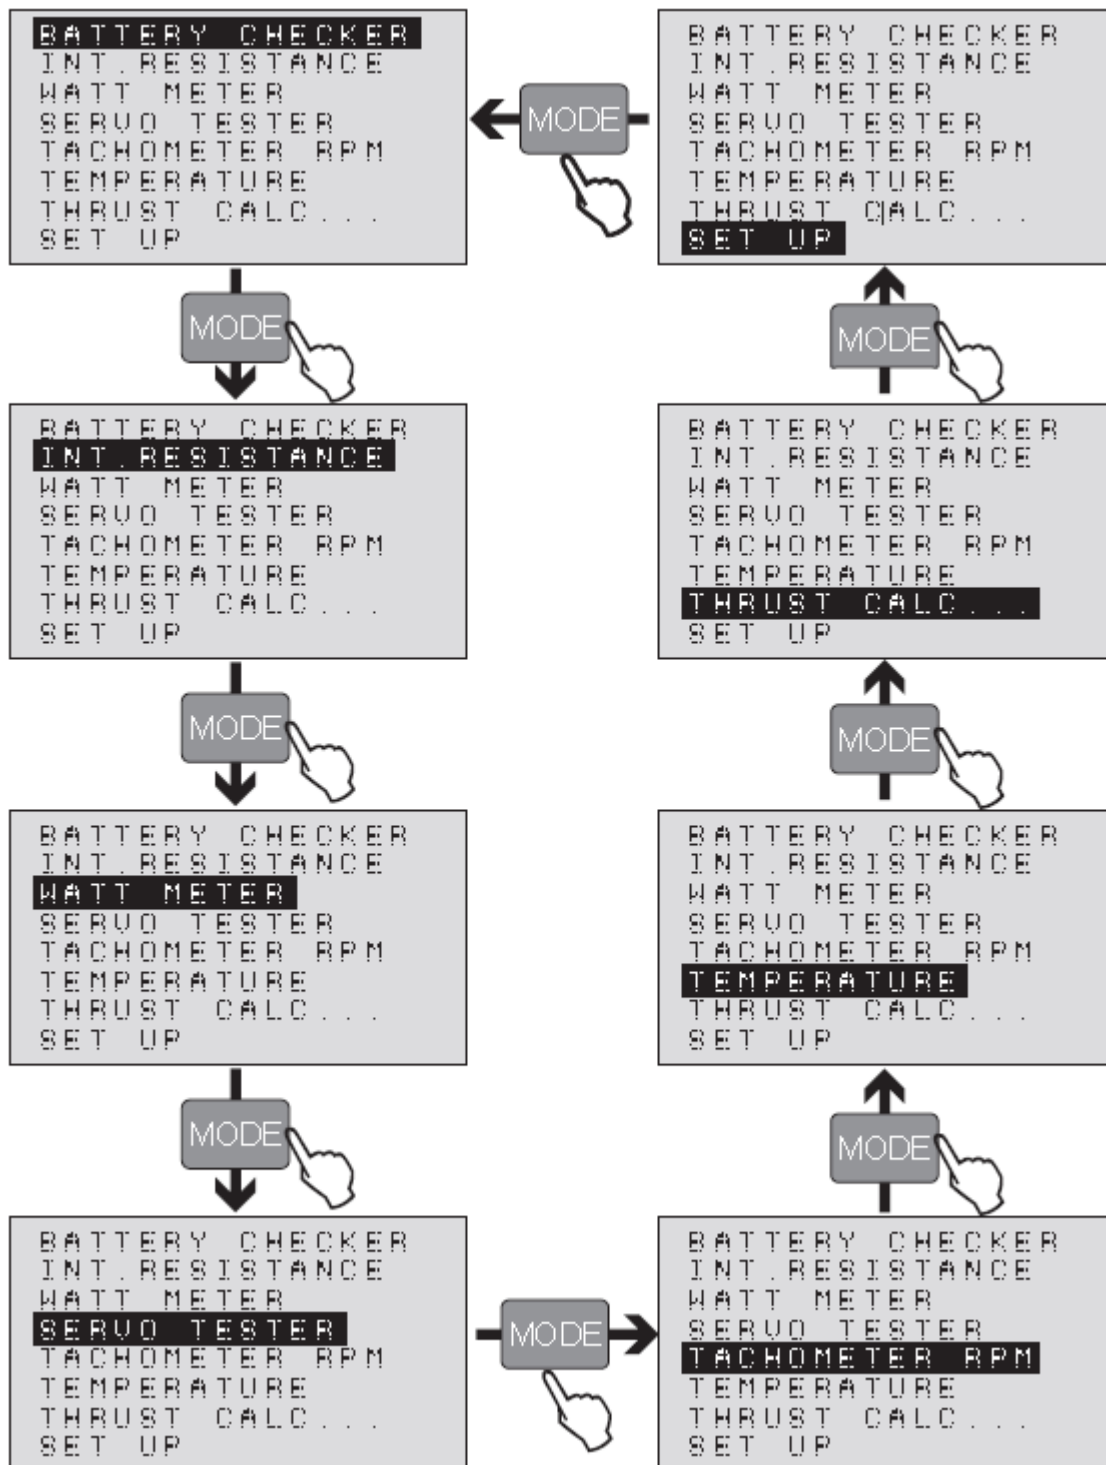 BATTERY CHECKER
INT.RESISTANCE
WATT METER
SERVO TESTER
TACHOMETER RPM
TEMPERATURE
THRUST CALC...
SET UP
MODE
BATTERY CHECKER
INT.RESISTANCE
WATT METER
SERVO TESTER
TACHOMETER RPM
TEMPERATURE
THRUST CALC...
SET UP
MODE
BATTERY CHECKER
INT.RESISTANCE
WATT METER
SERVO TESTER
TACHOMETER RPM
TEMPERATURE
THRUST CALC...
SET UP
MODE
BATTERY CHECKER
INT.RESISTANCE
WATT METER
SERVO TESTER
TACHOMETER RPM
TEMPERATURE
THRUST CALC...
SET UP
MODE
BATTERY CHECKER
INT.RESISTANCE
WATT METER
SERVO TESTER
TACHOMETER RPM
TEMPERATURE
THRUST CALC...
SET UP
MODE
BATTERY CHECKER
INT.RESISTANCE
WATT METER
SERVO TESTER
TACHOMETER RPM
TEMPERATURE
THRUST CALC...
SET UP
MODE
BATTERY CHECKER
INT.RESISTANCE
WATT METER
SERVO TESTER
TACHOMETER RPM
TEMPERATURE
THRUST CALC...
SET UP
MODE
BATTERY CHECKER
INT.RESISTANCE
WATT METER
SERVO TESTER
TACHOMETER RPM
TEMPERATURE
THRUST CALC...
SET UP
MODE